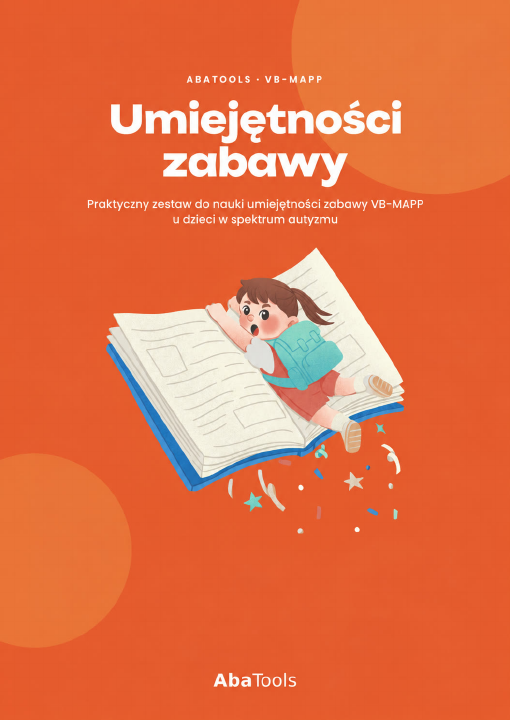 ABATOOLS · VB-MAPP
Umiejętności
zabawy
Praktyczny zestaw do nauki umiejętności zabawy VB-MAPP
u dzieci w spektrum autyzmu
AbaTools